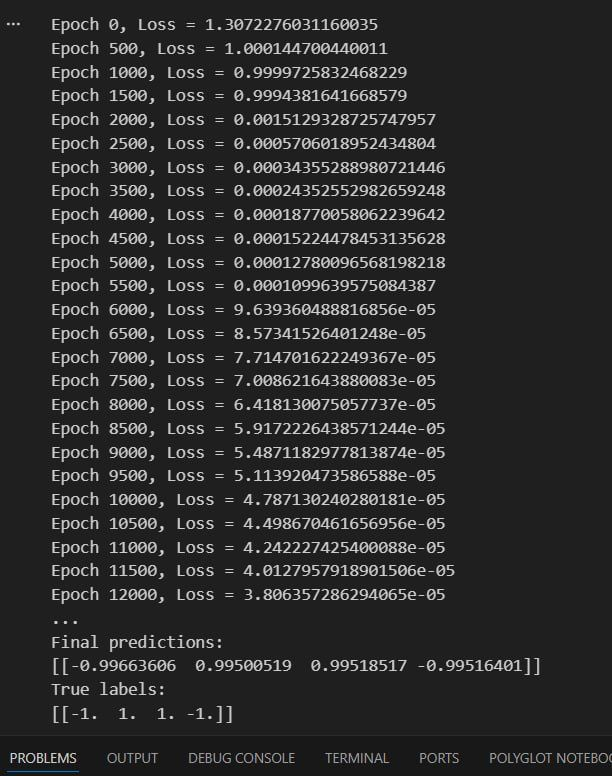 ...
Epoch 0, Loss = 1.3072276031160035
Epoch 500, Loss = 1.000144700440011
Epoch 1000, Loss = 0.9999725832468229
Epoch 1500, Loss = 0.9994381641668579
Epoch 2000, Loss = 0.0015129328725747957
Epoch 2500, Loss = 0.0005706018952434804
Epoch 3000, Loss = 0.00034355288980721446
Epoch 3500, Loss = 0.00024352552982659248
Epoch 4000, Loss = 0.00018770058062239642
Epoch 4500, Loss = 0.00015224478453135628
Epoch 5000, Loss = 0.00012780096568198218
Epoch 5500, Loss = 0.0001099639575084387
Epoch 6000, Loss = 9.639360488816856e-05
Epoch 6500, Loss = 8.57341526401248e-05
Epoch 7000, Loss = 7.714701622249367e-05
Epoch 7500, Loss = 7.008621643880083e-05
Epoch 8000, Loss = 6.418130075057737e-05
Epoch 8500, Loss = 5.9172226438571244e-05
Epoch 9000, Loss = 5.4871182977813874e-05
Epoch 9500, Loss = 5.113920473586588e-05
Epoch 10000, Loss = 4.787130240280181e-05
Epoch 10500, Loss = 4.498670461656956e-05
Epoch 11000, Loss = 4.242227425400088e-05
Epoch 11500, Loss = 4.0127957918901506e-05
Epoch 12000, Loss = 3.806357286294065e-05
...
Final predictions:
[[-0.99663606  0.99500519  0.99518517 -0.99516401]]
True labels:
[[-1.  1.  1. -1.]]
PROBLEMS OUTPUT DEBUG CONSOLE TERMINAL PORTS POLYGLOT NOTEBO